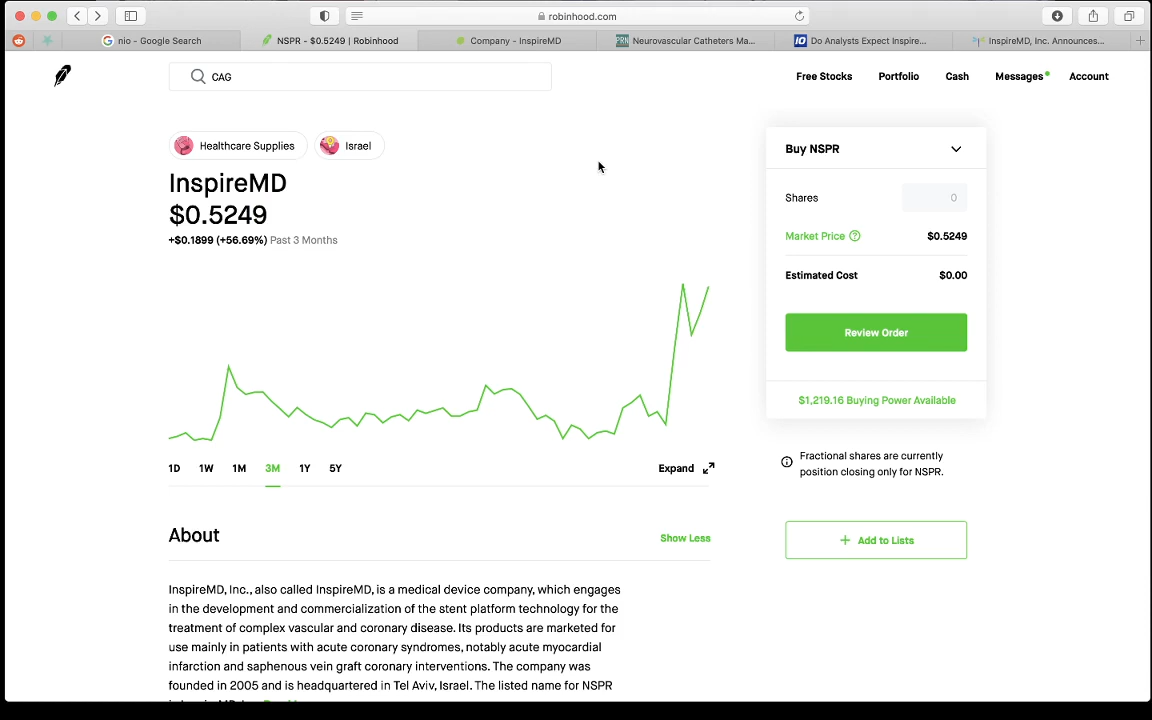 robinhood.com
nio - Google Search
NSPR - $0.5249 | Robinhood
Company - InspireMD
PRN
Neurovascular Catheters Ma...
Do Analysts Expect Inspire...
InspireMD, Inc. Announces...
CAG
Free Stocks
Portfolio
Cash
Messages
Account
Healthcare Supplies
Israel
InspireMD
$0.5249
+$0.1899 (+56.69%) Past 3 Months
1D 1W 1M 3M 1Y 5Y
Expand
About
Show Less
InspireMD, Inc., also called InspireMD, is a medical device company, which engages
in the development and commercialization of the stent platform technology for the
treatment of complex vascular and coronary disease. Its products are marketed for
use mainly in patients with acute coronary syndromes, notably acute myocardial
infarction and saphenous vein graft coronary interventions. The company was
founded in 2005 and is headquartered in Tel Aviv, Israel. The listed name for NSPR
Buy NSPR
Shares
0
Market Price ?
$0.5249
Estimated Cost
$0.00
Review Order
$1,219.16 Buying Power Available
Fractional shares are currently
position closing only for NSPR.
+ Add to Lists